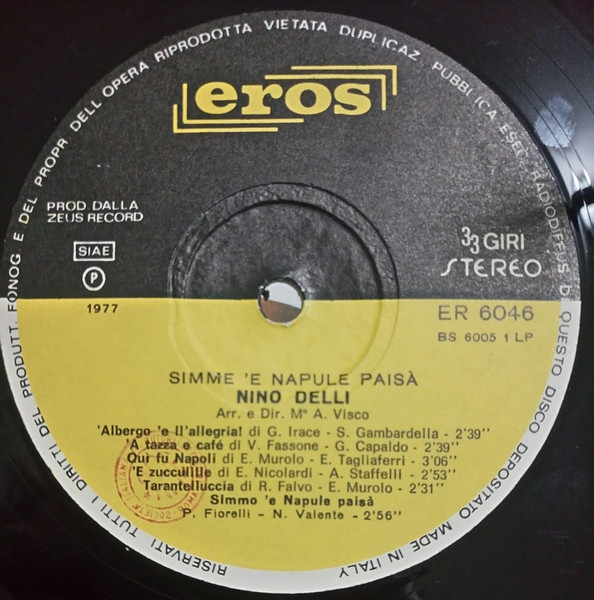 eros
RISERVATI TUTTI I DIRITTI DEL PRODUTT. FONOG E DEL PROPR DELL OPERA RIPRODOTTA VIETATA DUPLICAZ PUBBLICA ESEC RADIODIFFUS DI QUESTO DISCO DEPOSITATO MADE IN ITALY
PROD. DALLA
ZEUS RECORD
SIAE
P
1977
33 GIRI
STEREO
ER 6046
BS 6005 1 LP
SIMME 'E NAPULE PAISÀ
NINO DELLI
Arr. e Dir. M° A. Visco
'Albergo 'e ll'allegria! di G. Irace - S. Gambardella - 2'39''
'A tazza e café di V. Fassone - G. Capaldo - 2'39''
Qui fu Napoli di E. Murolo - E. Tagliaferri - 3'06''
'E zucculille di E. Nicolardi - A. Staffelli - 2'53''
Tarantelluccia di R. Falvo - E. Murolo - 2'31''
Simmo 'e Napule paisà
P. Fiorelli - N. Valente - 2'56''